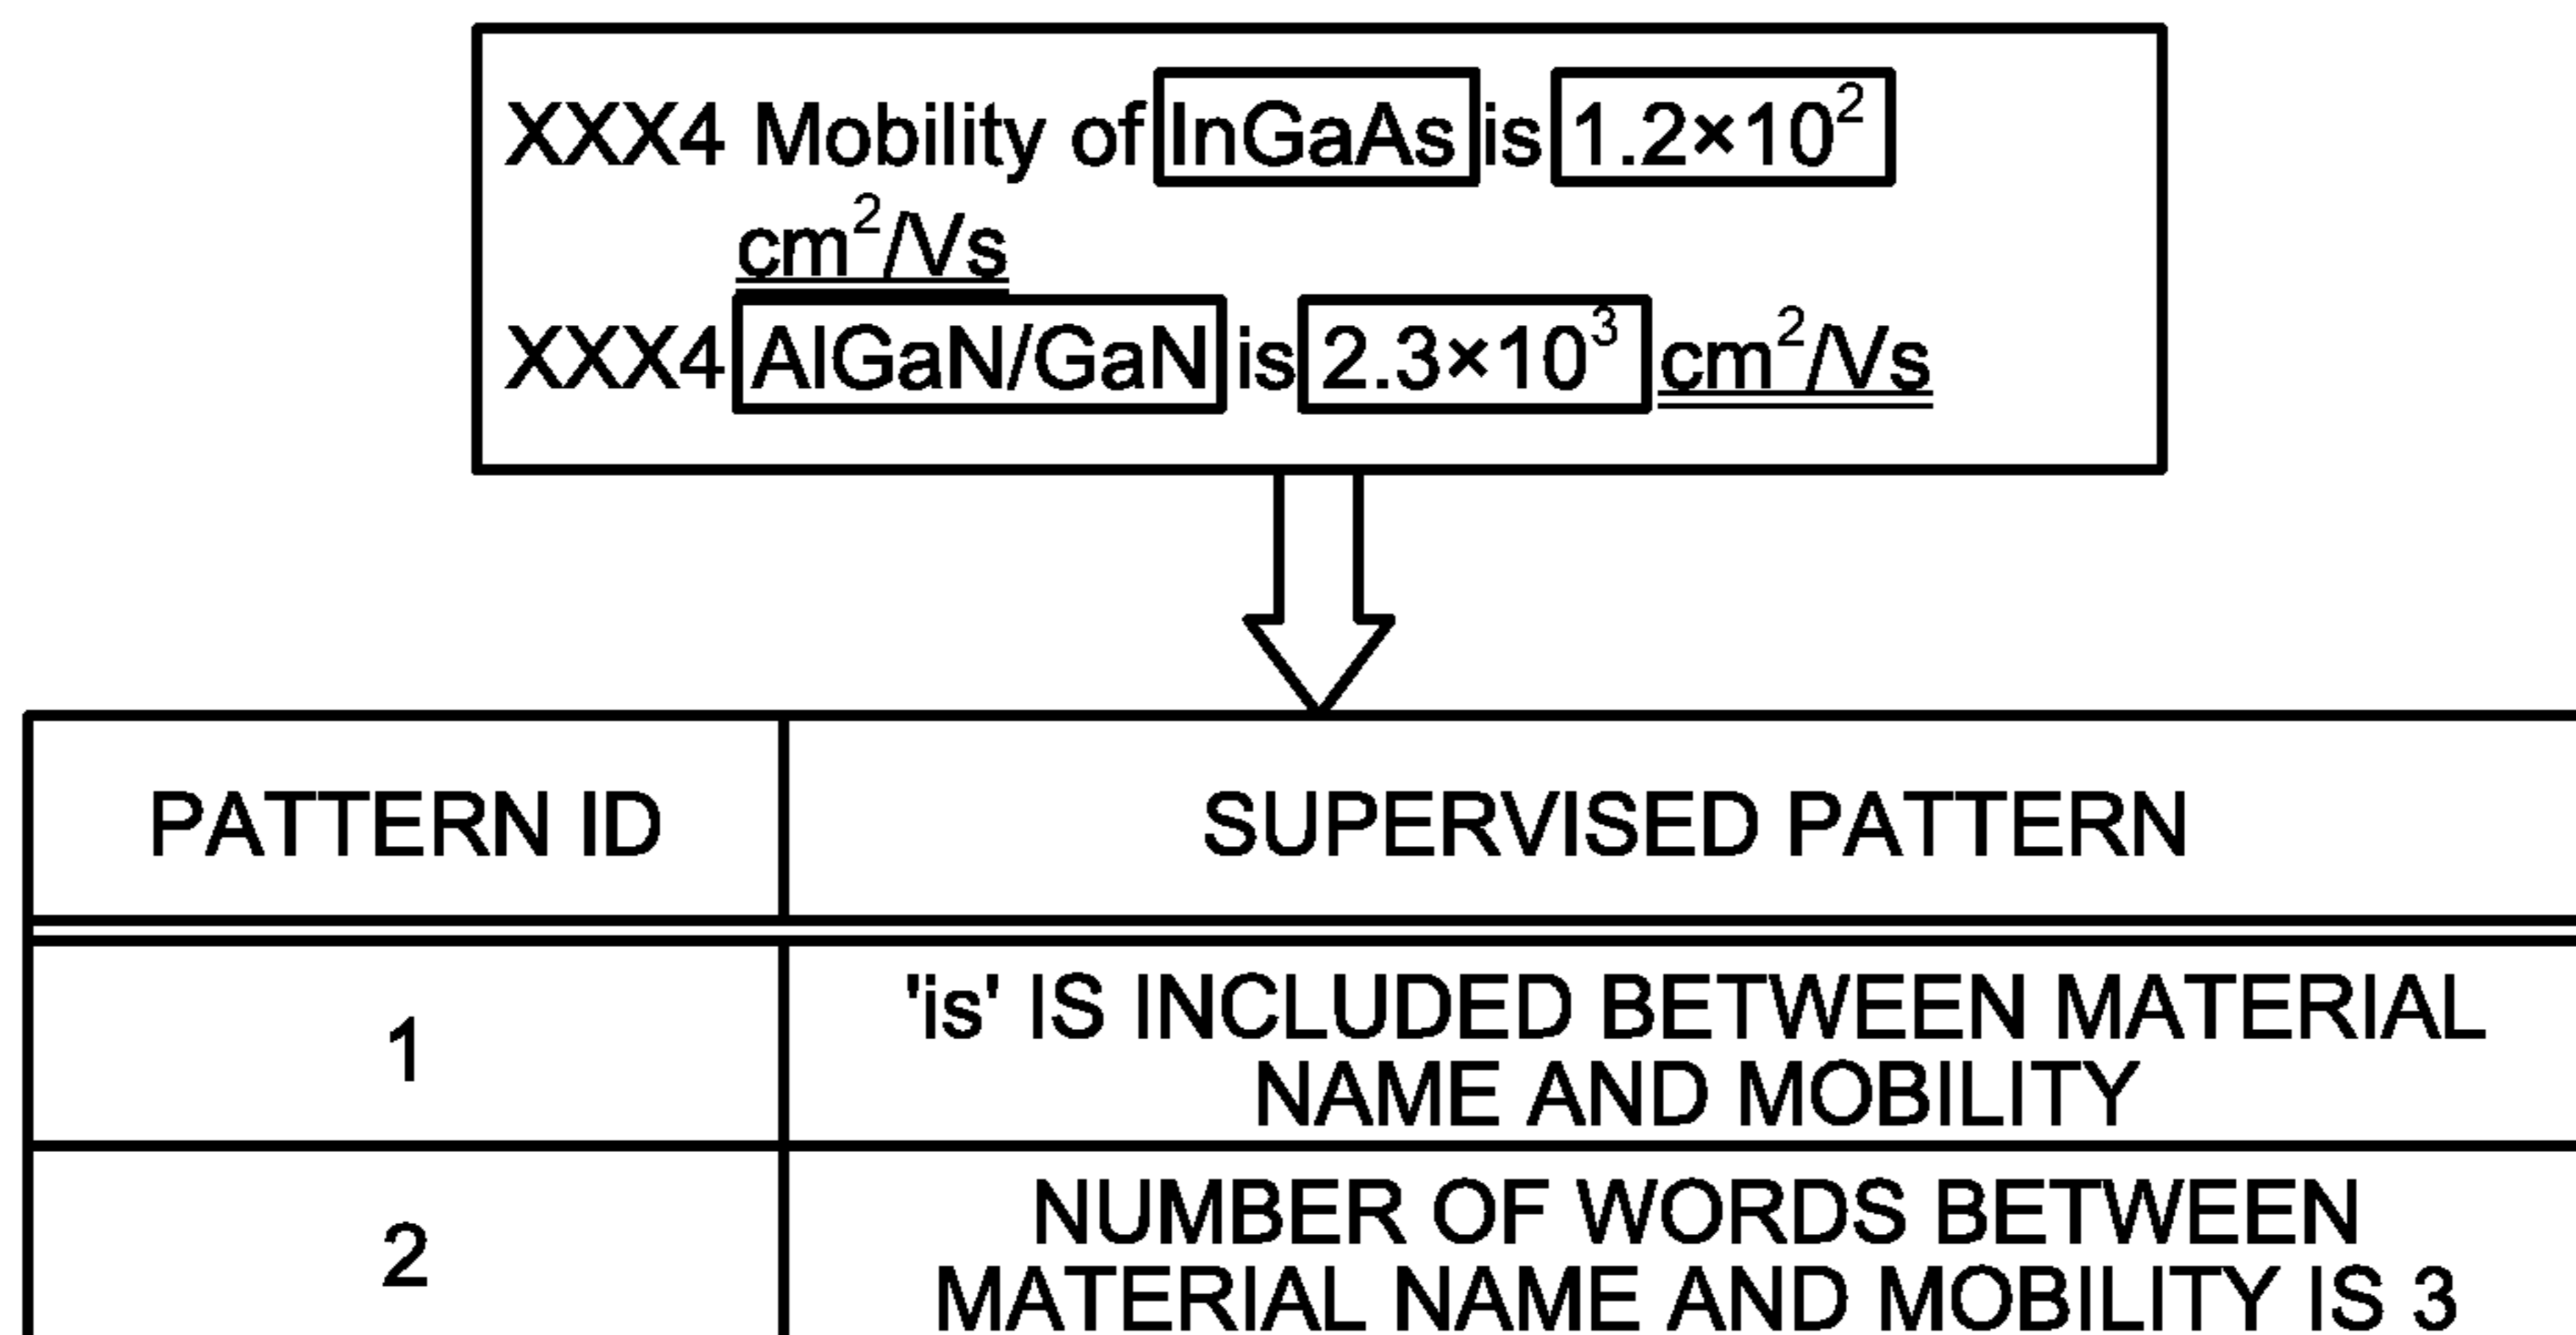 XXX4 Mobility of InGaAs is 1.2×10²
cm²/Vs
XXX4 AlGaN/GaN is 2.3×10³ cm²/Vs
PATTERN ID SUPERVISED PATTERN
1 'is' IS INCLUDED BETWEEN MATERIAL
NAME AND MOBILITY
2 NUMBER OF WORDS BETWEEN
MATERIAL NAME AND MOBILITY IS 3